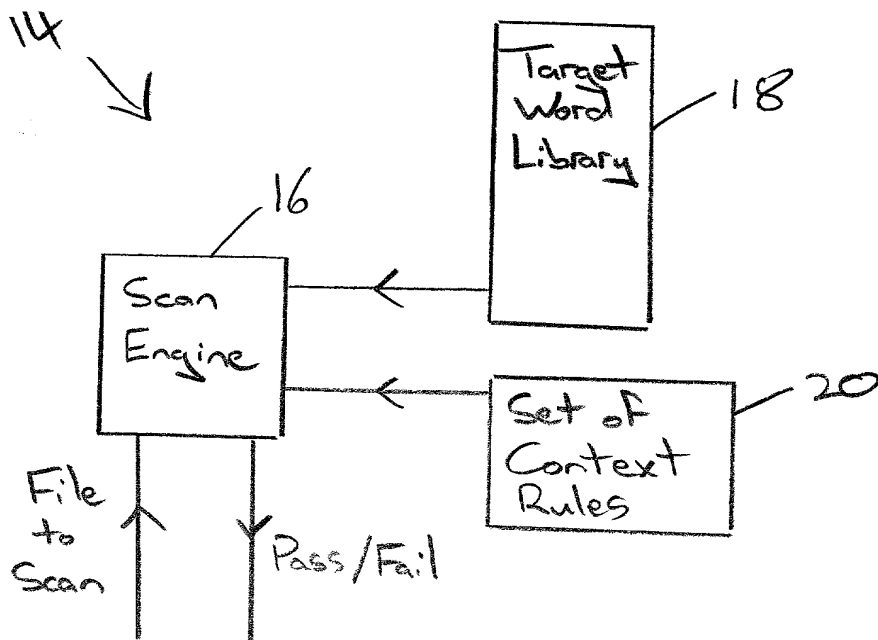 14
Target
Word
Library
18
16
Scan
Engine
20
Set of
Context
Rules
File
to
Scan
Pass/Fail